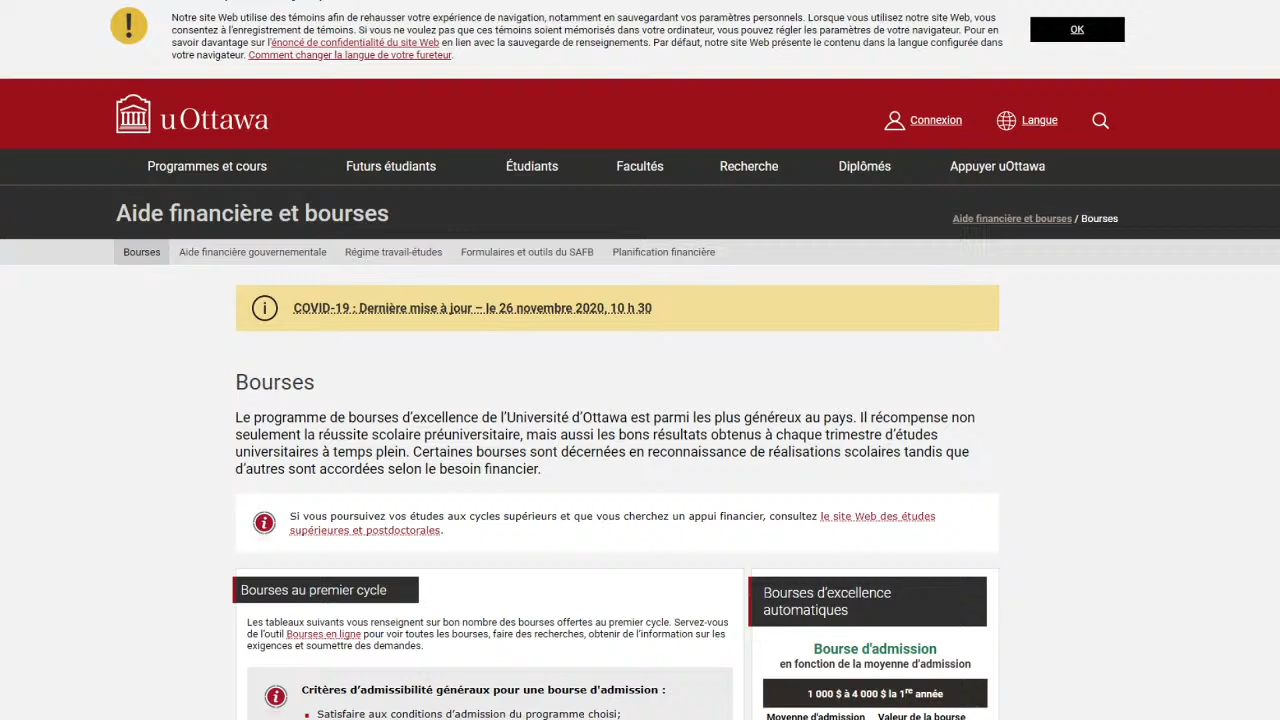 Notre site Web utilise des témoins afin de rehausser votre expérience de navigation, notamment en sauvegardant vos paramètres personnels. Lorsque vous utilisez notre site Web, vous
consentez à l'enregistrement de témoins. Si vous ne voulez pas que ces témoins soient mémorisés dans votre ordinateur, vous pouvez régler les paramètres de votre navigateur. Pour en
savoir davantage sur l'énoncé de confidentialité du site Web en lien avec la sauvegarde de renseignements. Par défaut, notre site Web présente le contenu dans la langue configurée dans
votre navigateur. Comment changer la langue de votre fureteur.
OK
uOttawa
Connexion
Langue
Programmes et cours
Futurs étudiants
Étudiants
Facultés
Recherche
Diplômés
Appuyer uOttawa
Aide financière et bourses
Aide financière et bourses / Bourses
Bourses
Aide financière gouvernementale
Régime travail-études
Formulaires et outils du SAFB
Planification financière
COVID-19 : Dernière mise à jour – le 26 novembre 2020, 10 h 30
Bourses
Le programme de bourses d'excellence de l'Université d'Ottawa est parmi les plus généreux au pays. Il récompense non
seulement la réussite scolaire préuniversitaire, mais aussi les bons résultats obtenus à chaque trimestre d'études
universitaires à temps plein. Certaines bourses sont décernées en reconnaissance de réalisations scolaires tandis que
d'autres sont accordées selon le besoin financier.
Si vous poursuivez vos études aux cycles supérieurs et que vous cherchez un appui financier, consultez le site Web des études
supérieures et postdoctorales.
Bourses au premier cycle
Les tableaux suivants vous renseignent sur bon nombre des bourses offertes au premier cycle. Servez-vous
de l'outil Bourses en ligne pour voir toutes les bourses, faire des recherches, obtenir de l'information sur les
exigences et soumettre des demandes.
Critères d'admissibilité généraux pour une bourse d'admission :
Satisfaire aux conditions d'admission du programme choisi;
Bourses d'excellence
automatiques
Bourse d'admission
en fonction de la moyenne d'admission
1 000 $ à 4 000 $ la 1re année
Moyenne d'admission
Valeur de la bourse